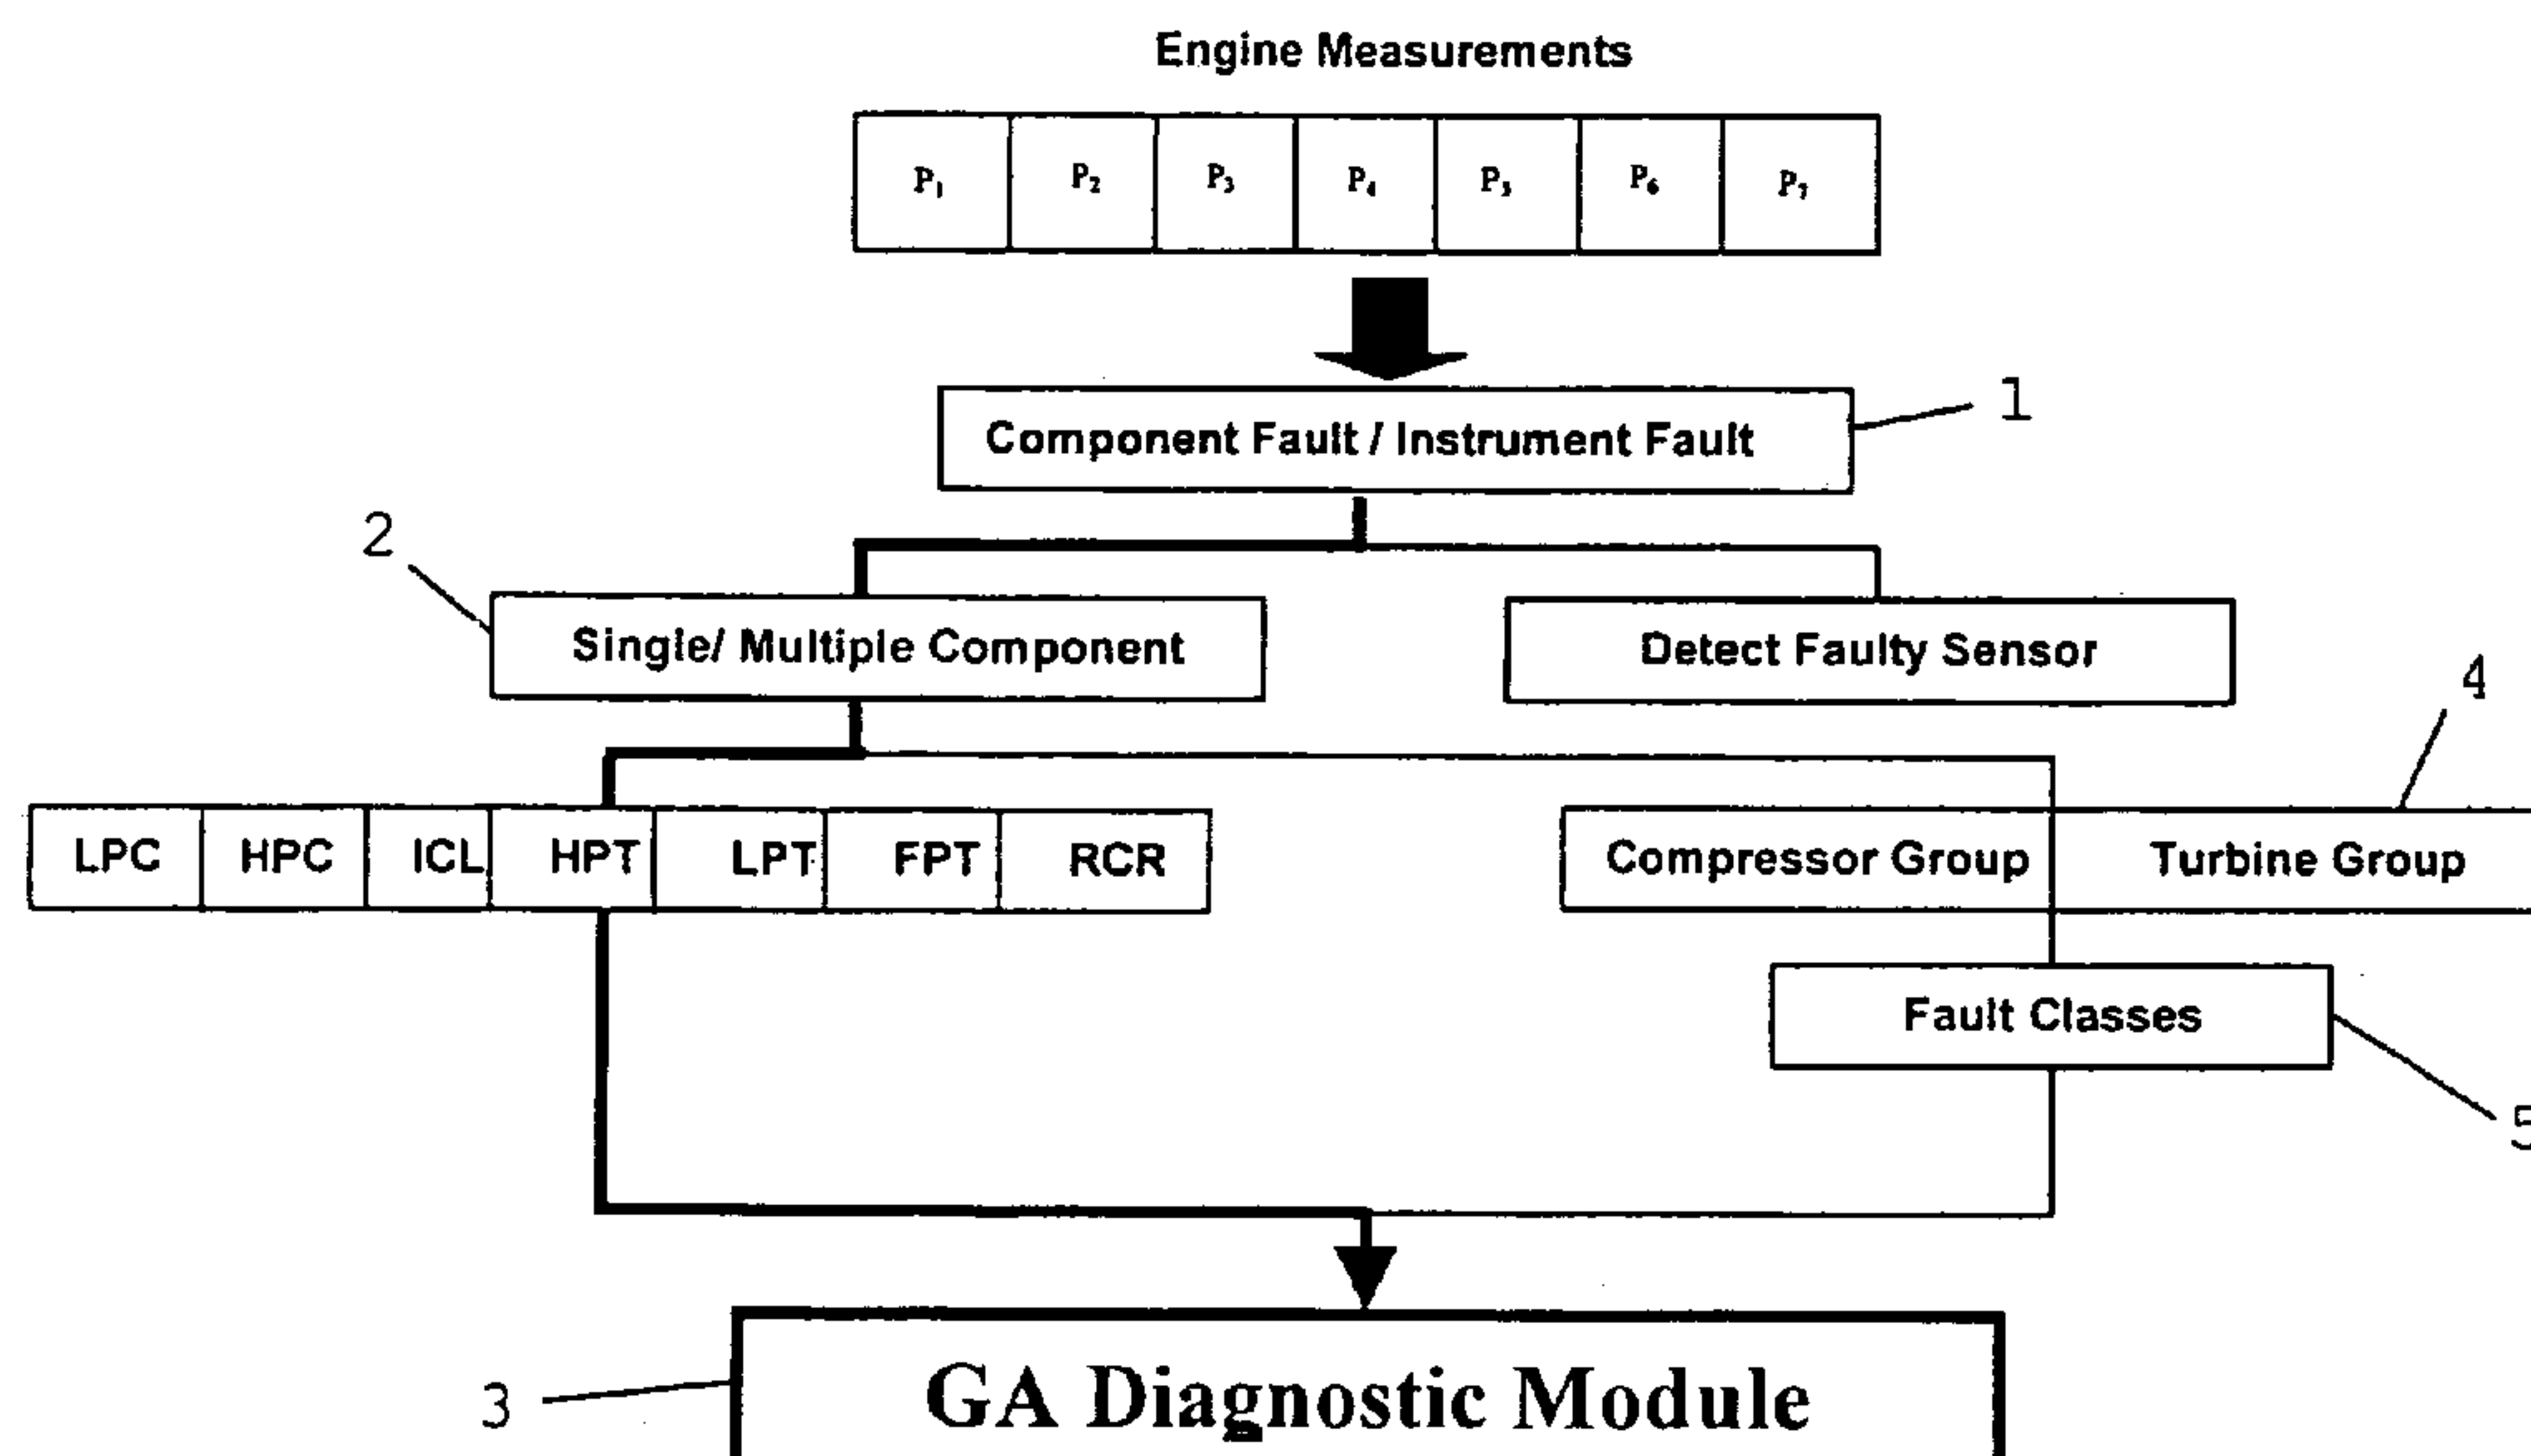 Engine Measurements
P₁ P₂ P₃ P₄ P₅ P₆ P₇
Component Fault / Instrument Fault
1
2
Single/ Multiple Component
Detect Faulty Sensor
4
LPC HPC ICL HPT LPT FPT RCR
Compressor Group Turbine Group
Fault Classes
5
GA Diagnostic Module
3